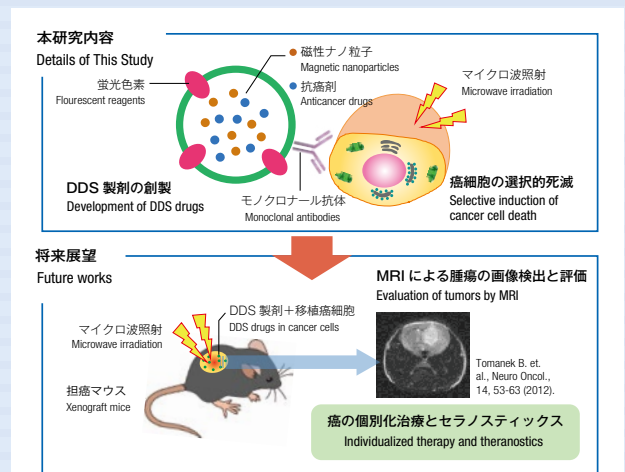 本研究内容
Details of This Study
蛍光色素
Flourescent reagents
磁性ナノ粒子
Magnetic nanoparticles
抗癌剤
Anticancer drugs
マイクロ波照射
Microwave irradiation
DDS 製剤の創製
Development of DDS drugs
モノクロナール抗体
Monoclonal antibodies
癌細胞の選択的死滅
Selective induction of
cancer cell death
将来展望
Future works
MRI による腫瘍の画像検出と評価
Evaluation of tumors by MRI
DDS 製剤＋移植癌細胞
DDS drugs in cancer cells
マイクロ波照射
Microwave irradiation
担癌マウス
Xenograft mice
Tomanek B. et.
al., Neuro Oncol.,
14, 53-63 (2012).
癌の個別化治療とセラノスティックス
Individualized therapy and theranostics